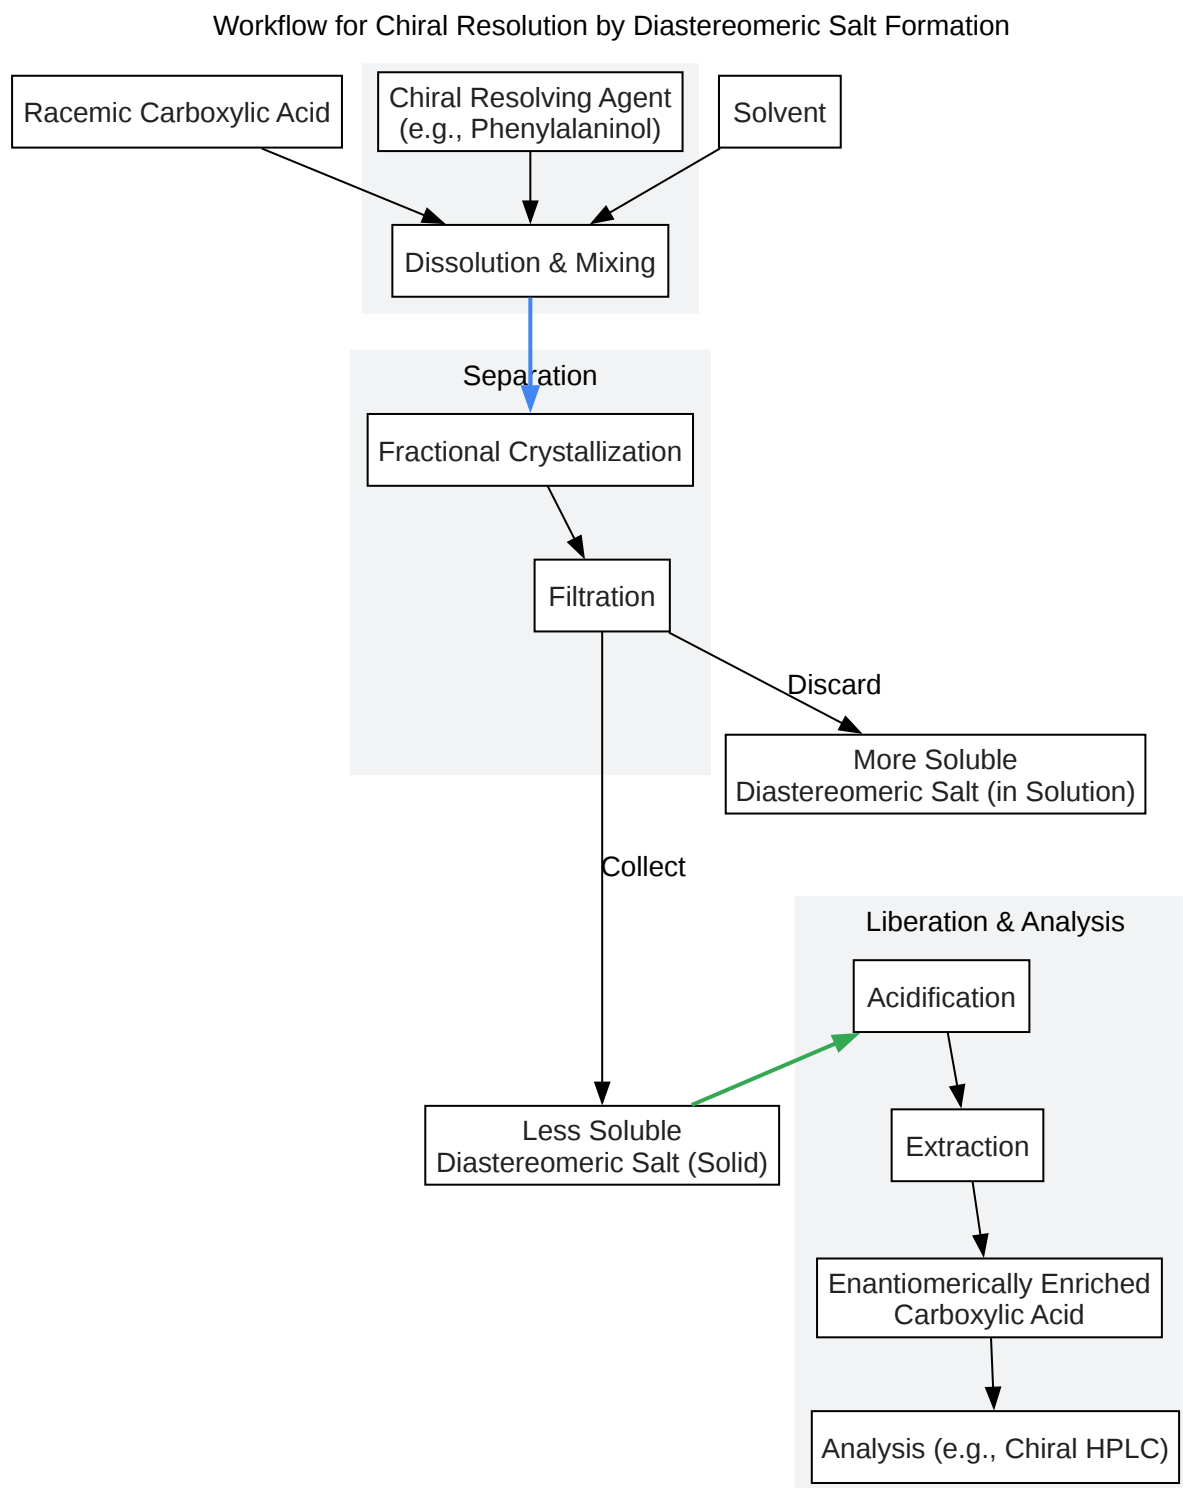 Workflow for Chiral Resolution by Diastereomeric Salt Formation
Racemic Carboxylic Acid
Chiral Resolving Agent
(e.g., Phenylalaninol)
Solvent
Dissolution & Mixing
Separation
Fractional Crystallization
Filtration
Discard
More Soluble
Diastereomeric Salt (in Solution)
Collect
Liberation & Analysis
Acidification
Less Soluble
Diastereomeric Salt (Solid)
Extraction
Enantiomerically Enriched
Carboxylic Acid
Analysis (e.g., Chiral HPLC)